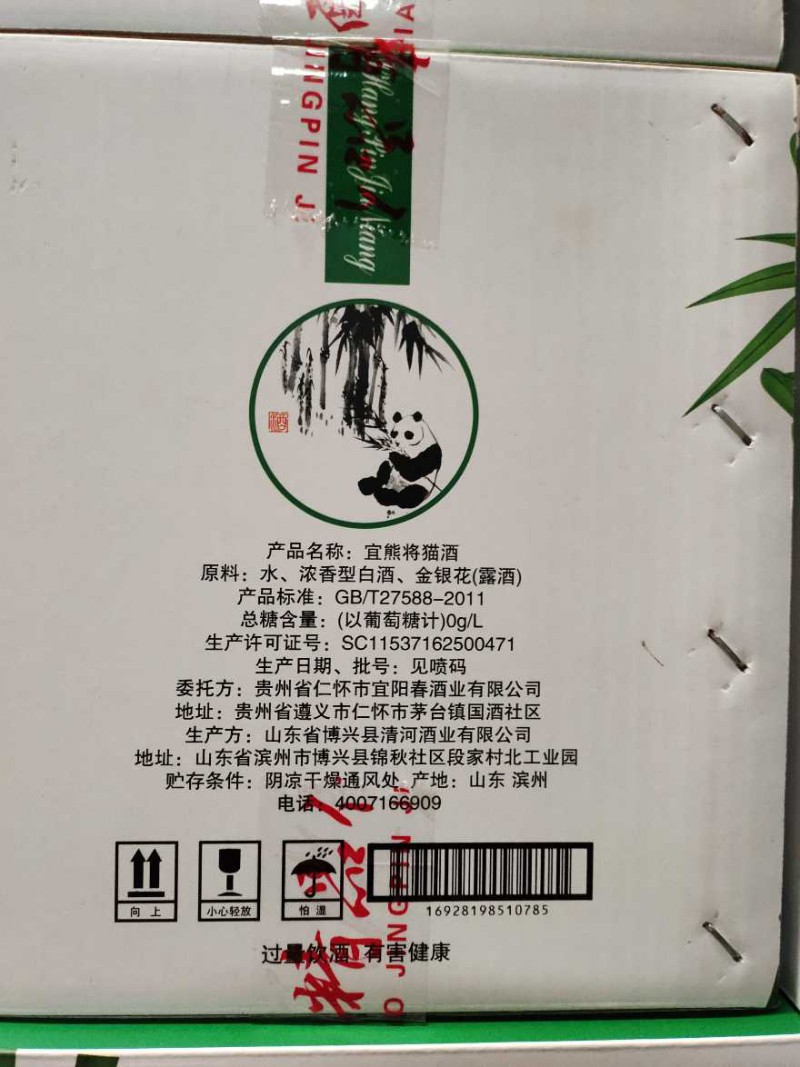 JINGPIN Ji
产品名称：宜熊将猫酒
原料：水、浓香型白酒、金银花(露酒)
产品标准：GB/T27588-2011
总糖含量：(以葡萄糖计)0g/L
生产许可证号：SC11537162500471
生产日期、批号：见喷码
委托方：贵州省仁怀市宜阳春酒业有限公司
地址：贵州省遵义市仁怀市茅台镇国酒社区
生产方：山东省博兴县清河酒业有限公司
地址：山东省滨州市博兴县锦秋社区段家村北工业园
贮存条件：阴凉干燥通风处 产地：山东 滨州
电话：4007166909
向 上
小心轻放
怕 湿
16928198510785
JINGPIN Ji
过量饮酒 有害健康